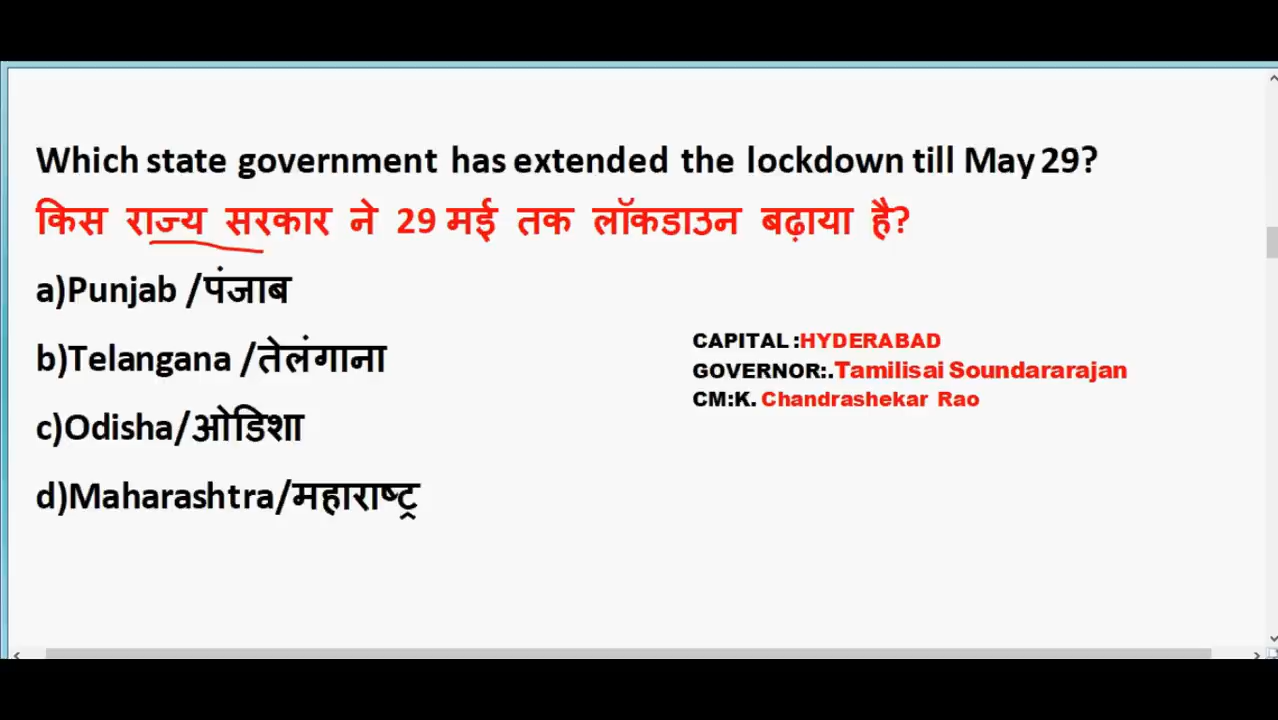 Which state government has extended the lockdown till May 29?
किस राज्य सरकार ने 29 मई तक लॉकडाउन बढ़ाया है?
a)Punjab /पंजाब
b)Telangana /तेलंगाना
c)Odisha/ओडिशा
d)Maharashtra/महाराष्ट्र
CAPITAL :HYDERABAD
GOVERNOR:.Tamilisai Soundararajan
CM:K. Chandrashekar Rao